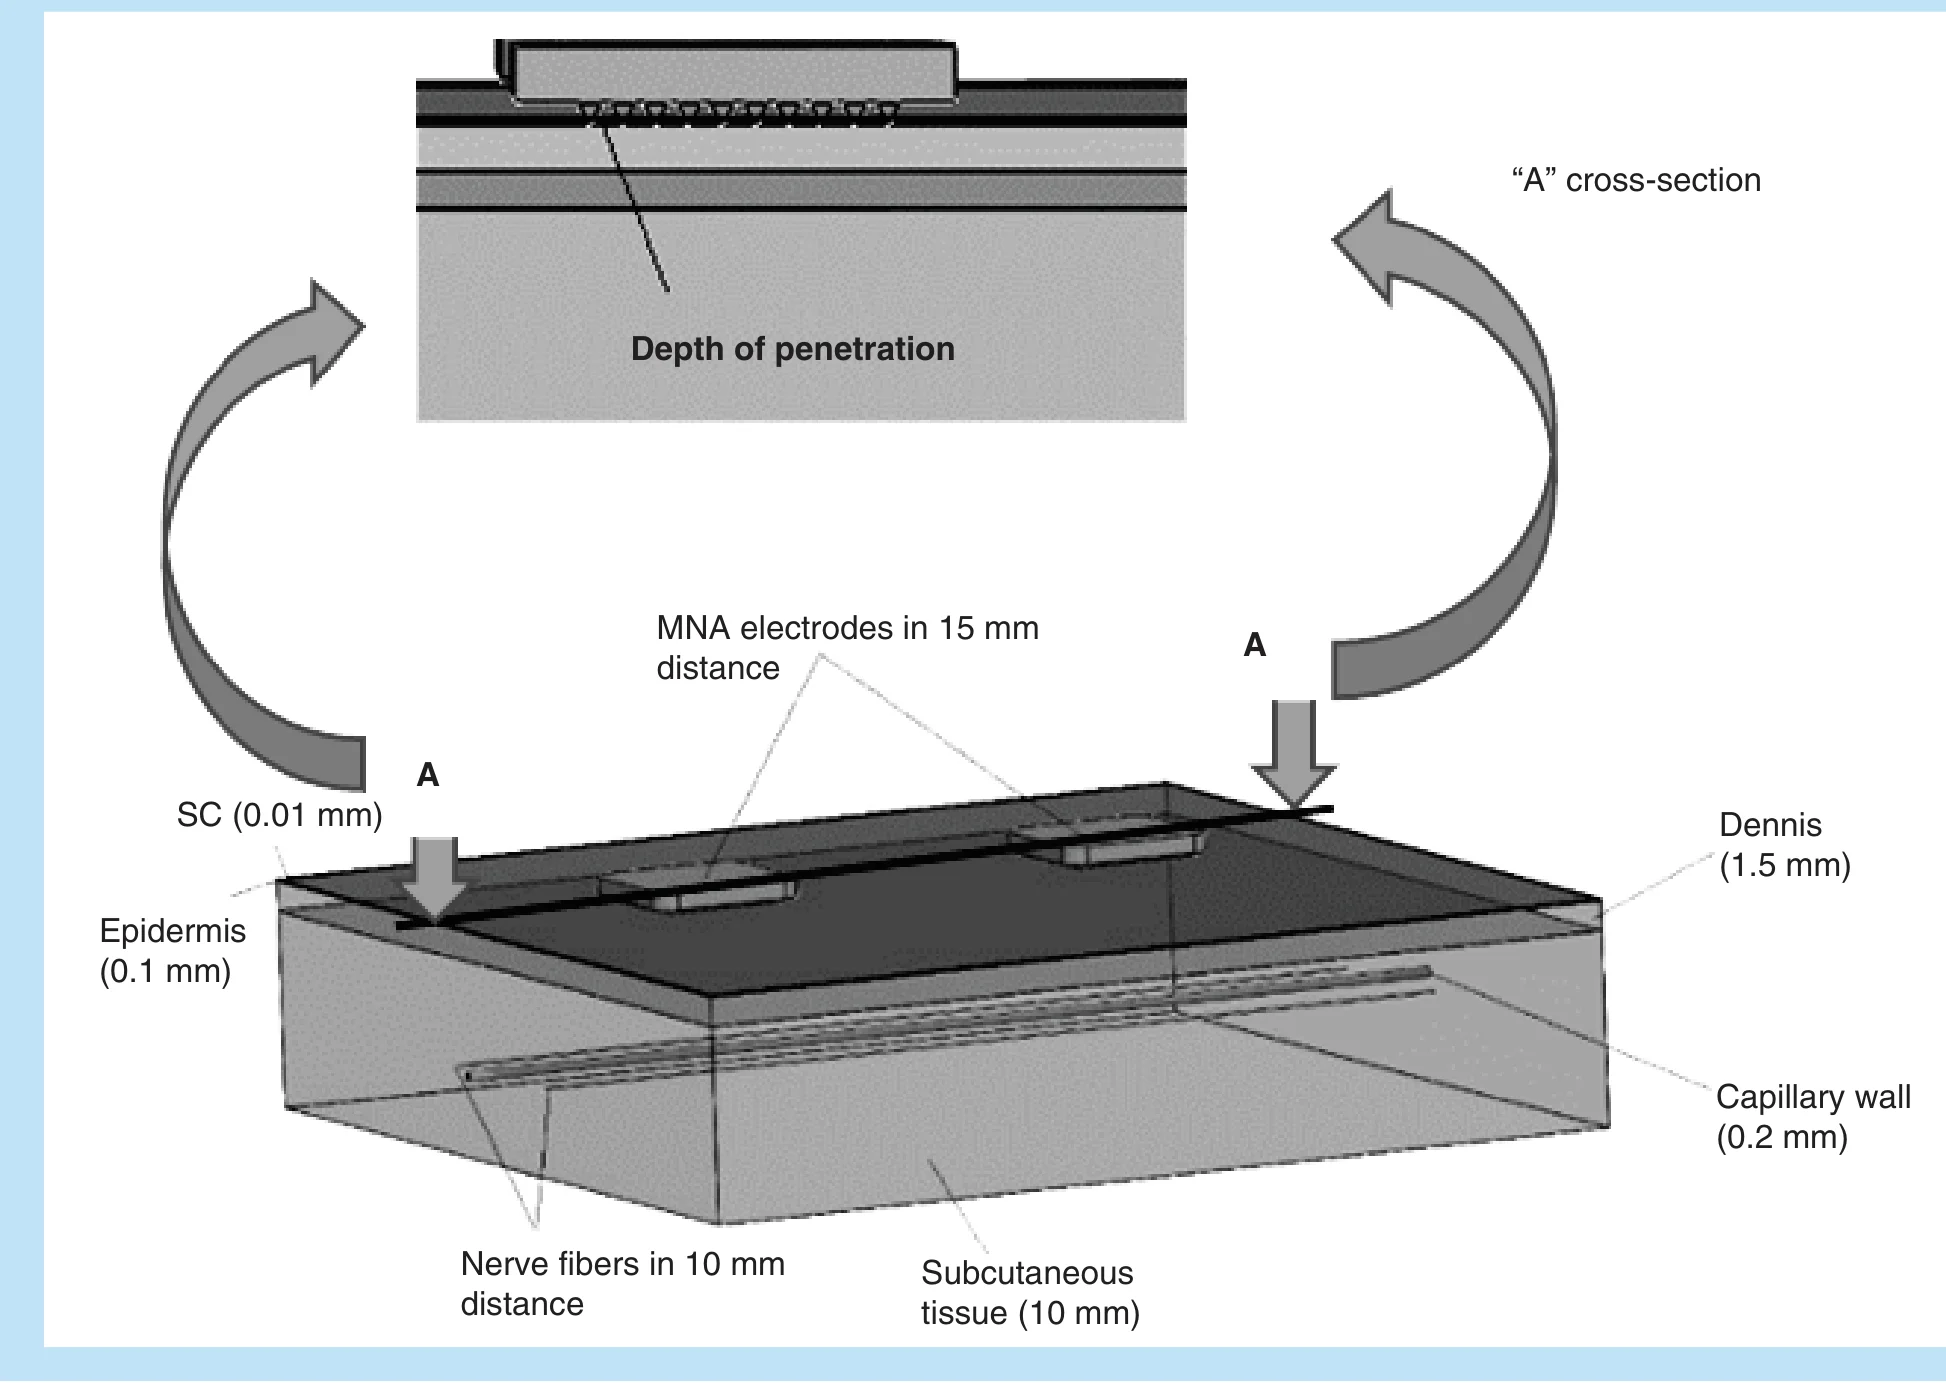 “A” cross-section
Depth of penetration
MNA electrodes in 15 mm
distance
A
A
SC (0.01 mm)
Dennis
(1.5 mm)
Epidermis
(0.1 mm)
Capillary wall
(0.2 mm)
Nerve fibers in 10 mm
distance
Subcutaneous
tissue (10 mm)